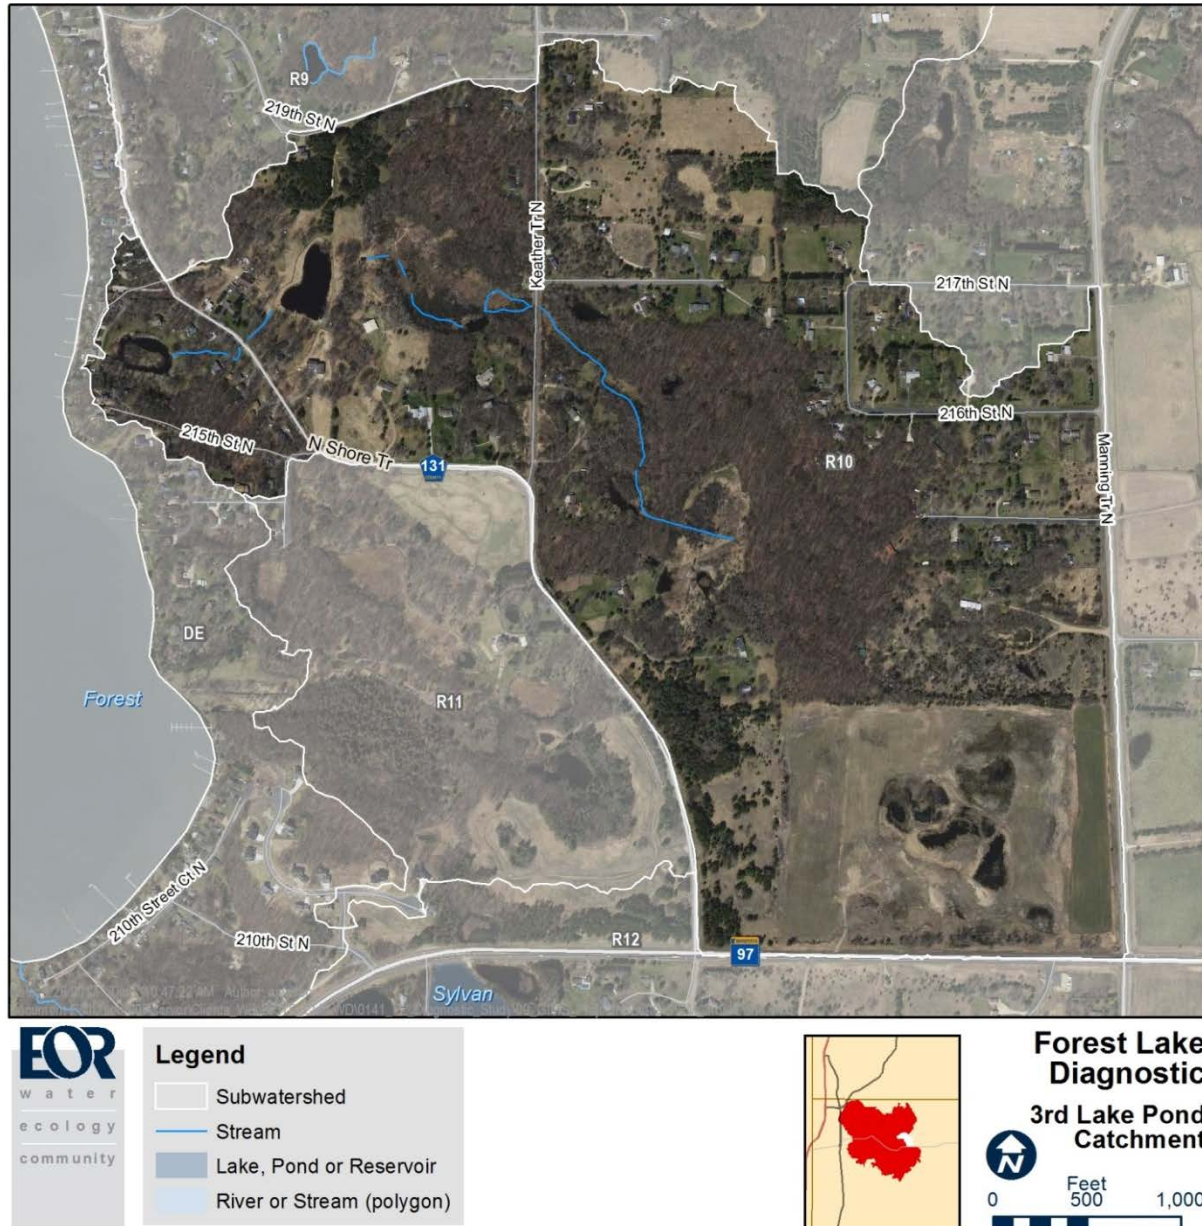 R9
219th St N
Keather Tr N
217th St N
216th St N
215th St N
N Shore Tr
131
R10
Manning Tr N
DE
Forest
R11
210th Street Ct N
210th St N
R12
97
Sylvan
EOR
water
ecology
community
Legend
Subwatershed
Stream
Lake, Pond or Reservoir
River or Stream (polygon)
Forest Lake
Diagnostic
3rd Lake Pond
Catchment
N
Feet
0 500 1,000